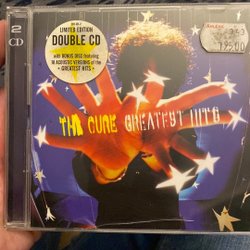 2 CD
LIMITED EDITION
DOUBLE CD
WITH BONUS DISC FEATURING
18 ACOUSTIC VERSIONS of the
• GREATEST HITS •
THE CURE GREATEST HITS